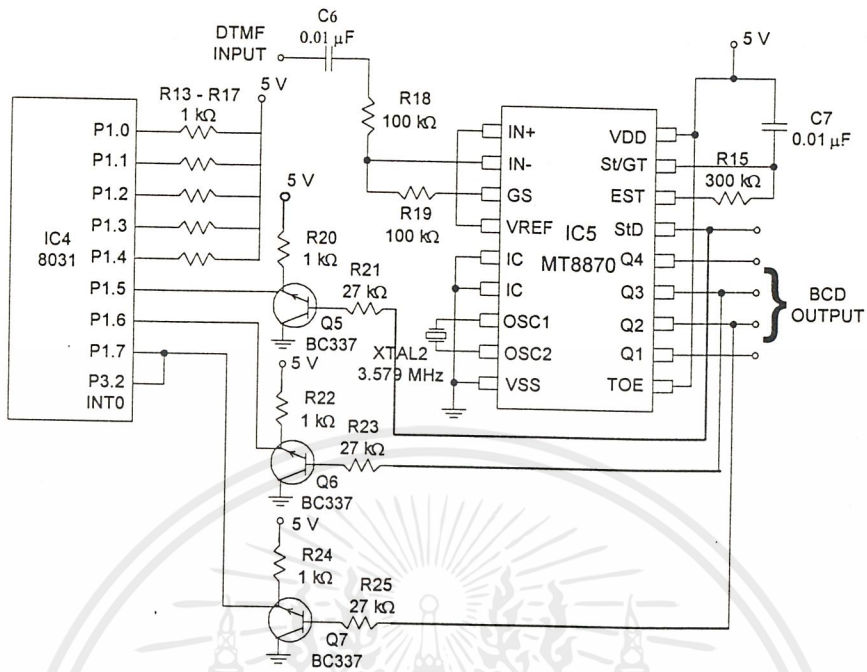 C6
0.01 µF
DTMF
INPUT
5 V
R13 - R17
1 kΩ
P1.0
P1.1
P1.2
P1.3
P1.4
P1.5
P1.6
P1.7
P3.2
INT0
IC4
8031
R18
100 kΩ
R19
100 kΩ
5 V
R20
1 kΩ
R21
27 kΩ
Q5
BC337
5 V
R22
1 kΩ
R23
27 kΩ
Q6
BC337
5 V
R24
1 kΩ
R25
27 kΩ
Q7
BC337
XTAL2
3.579 MHz
IN+
IN-
GS
VREF
IC
IC
OSC1
OSC2
VSS
IC5
MT8870
VDD
St/GT
EST
StD
Q4
Q3
Q2
Q1
TOE
5 V
C7
0.01 µF
R15
300 kΩ
BCD
OUTPUT